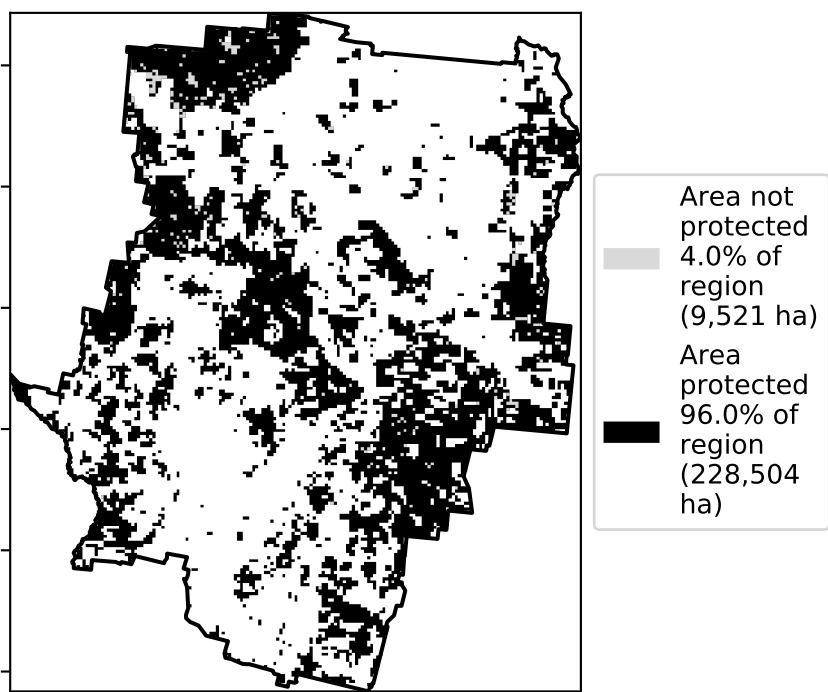 Area not
protected
4.0% of
region
(9,521 ha)
Area
protected
96.0% of
region
(228,504
ha)